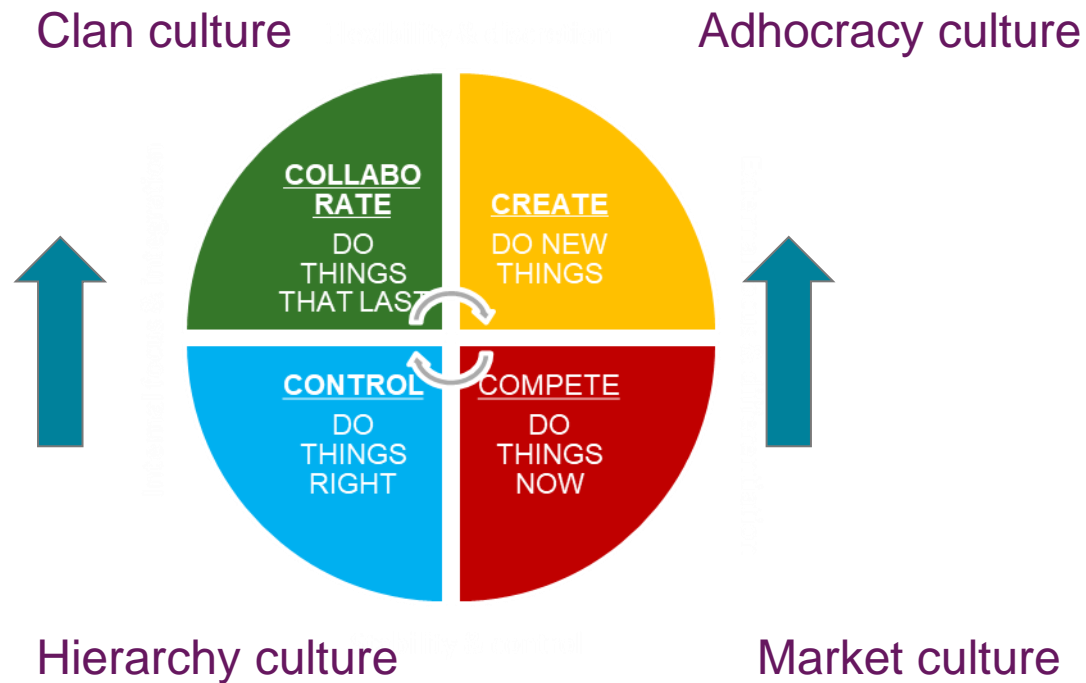 Clan culture
Adhocracy culture
COLLABO
RATE
DO
THINGS
THAT LAST
CREATE
DO NEW
THINGS
CONTROL
DO
THINGS
RIGHT
COMPETE
DO
THINGS
NOW
Hierarchy culture
Market culture